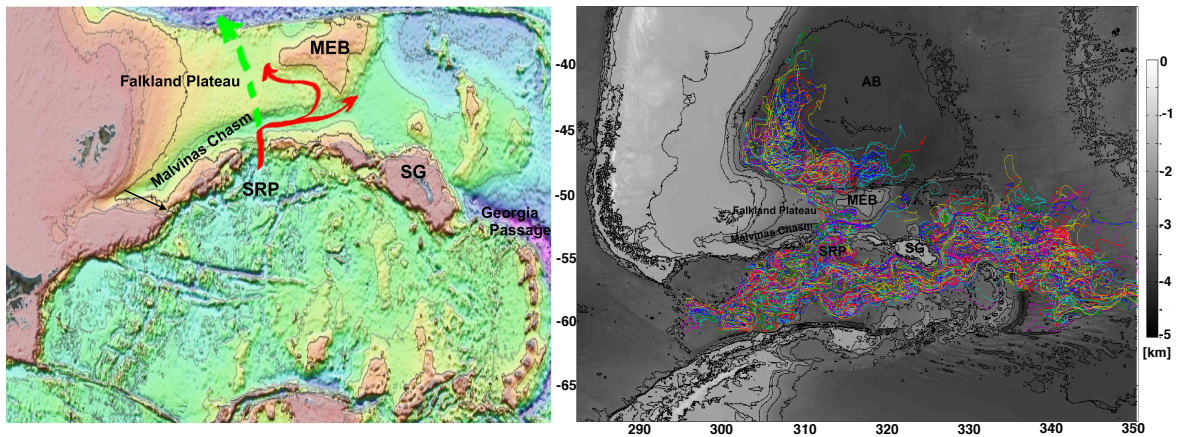 MEB
Falkland Plateau
Malvinas Chasm
SRP
SG
Georgia
Passage
-40
-45
-50
-55
-60
-65
AB
MEB
Falkland Plateau
Malvinas Chasm
SRP
SG
290
300
310
320
330
340
350
0
-1
-2
-3
-4
-5
[km]